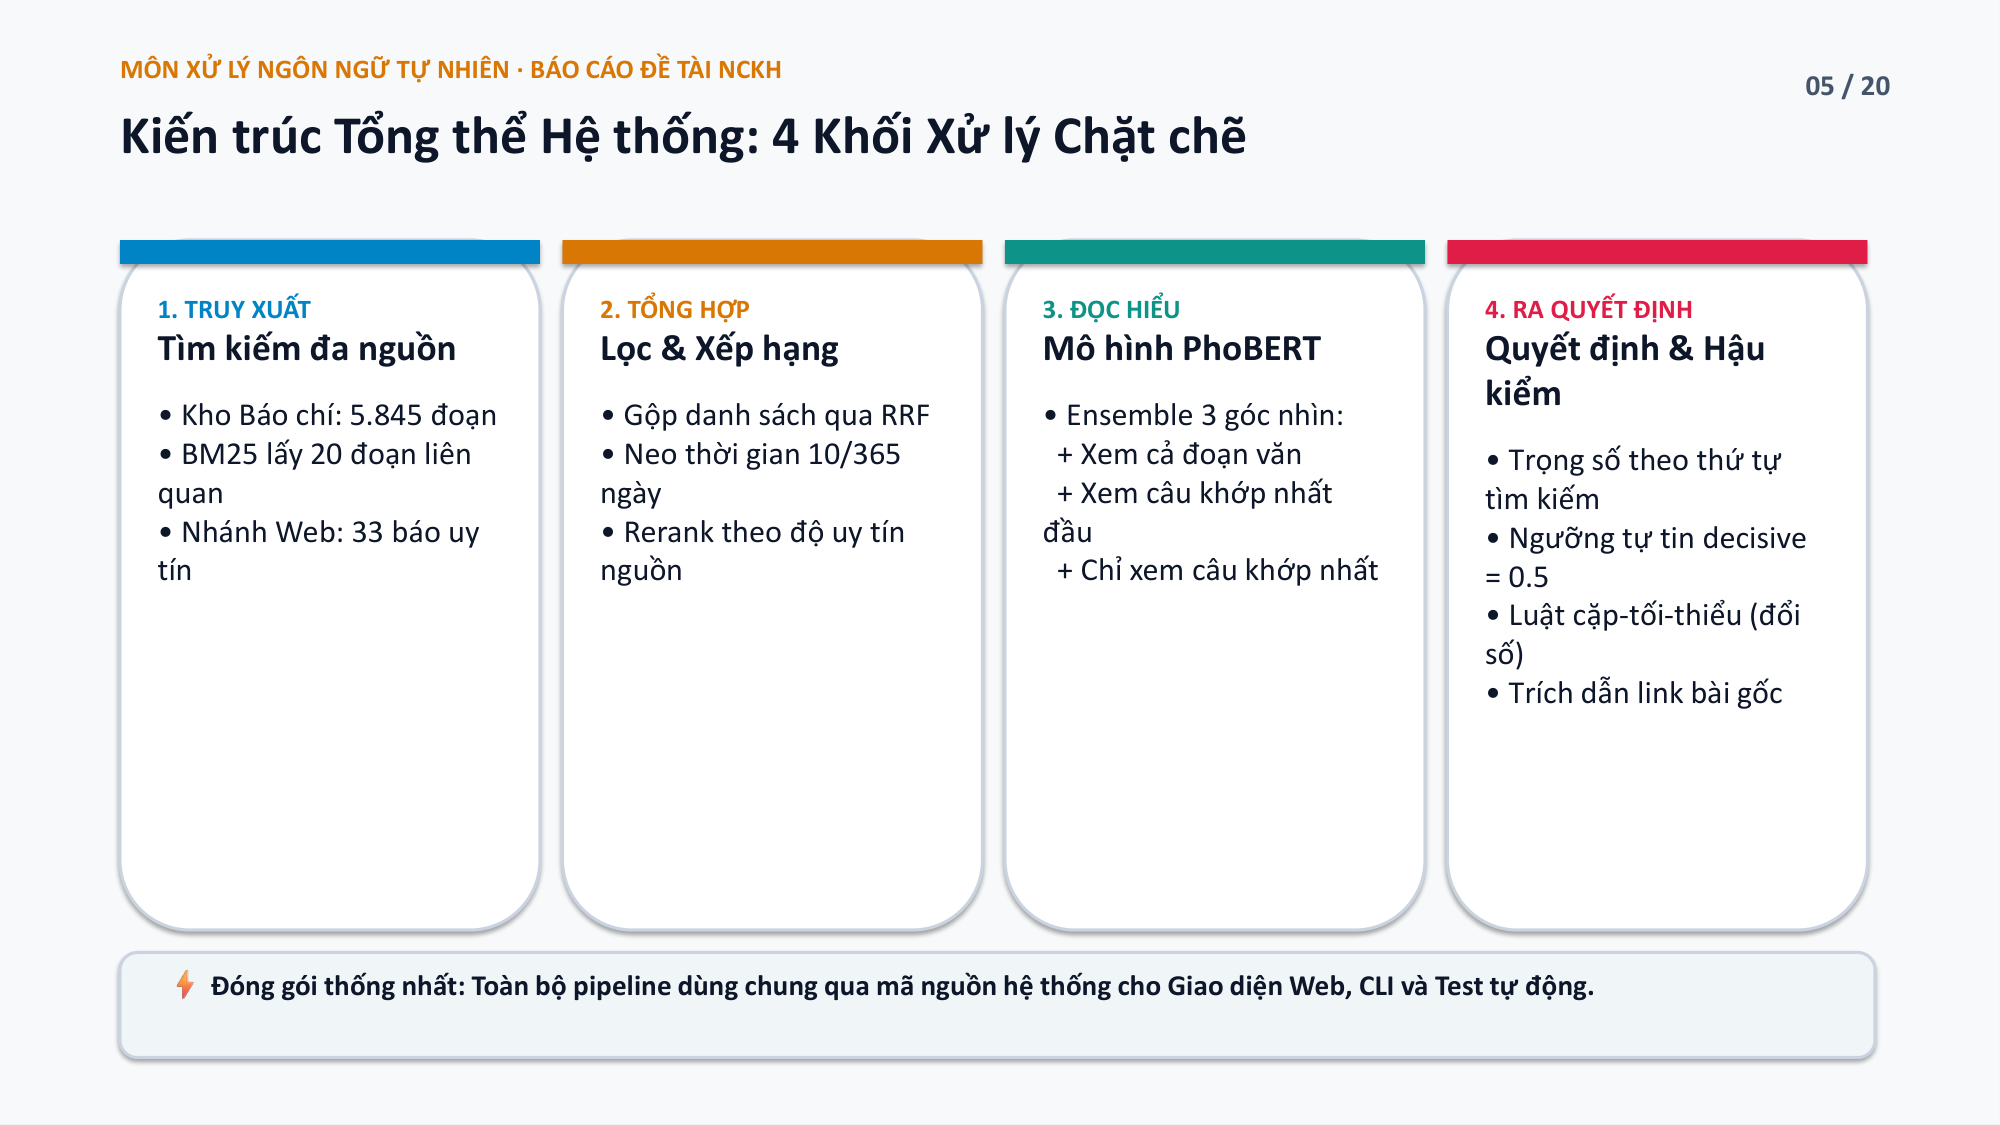 MÔN XỬ LÝ NGÔN NGỮ TỰ NHIÊN · BÁO CÁO ĐỀ TÀI NCKH
05 / 20
Kiến trúc Tổng thể Hệ thống: 4 Khối Xử lý Chặt chẽ
1. TRUY XUẤT
Tìm kiếm đa nguồn
• Kho Báo chí: 5.845 đoạn
• BM25 lấy 20 đoạn liên
quan
• Nhánh Web: 33 báo uy
tín
2. TỔNG HỢP
Lọc & Xếp hạng
• Gộp danh sách qua RRF
• Neo thời gian 10/365
ngày
• Rerank theo độ uy tín
nguồn
3. ĐỌC HIỂU
Mô hình PhoBERT
• Ensemble 3 góc nhìn:
+ Xem cả đoạn văn
+ Xem câu khớp nhất
đầu
+ Chỉ xem câu khớp nhất
4. RA QUYẾT ĐỊNH
Quyết định & Hậu
kiểm
• Trọng số theo thứ tự
tìm kiếm
• Ngưỡng tự tin decisive
= 0.5
• Luật cặp-tối-thiểu (đổi
số)
• Trích dẫn link bài gốc
⚡ Đóng gói thống nhất: Toàn bộ pipeline dùng chung qua mã nguồn hệ thống cho Giao diện Web, CLI và Test tự động.